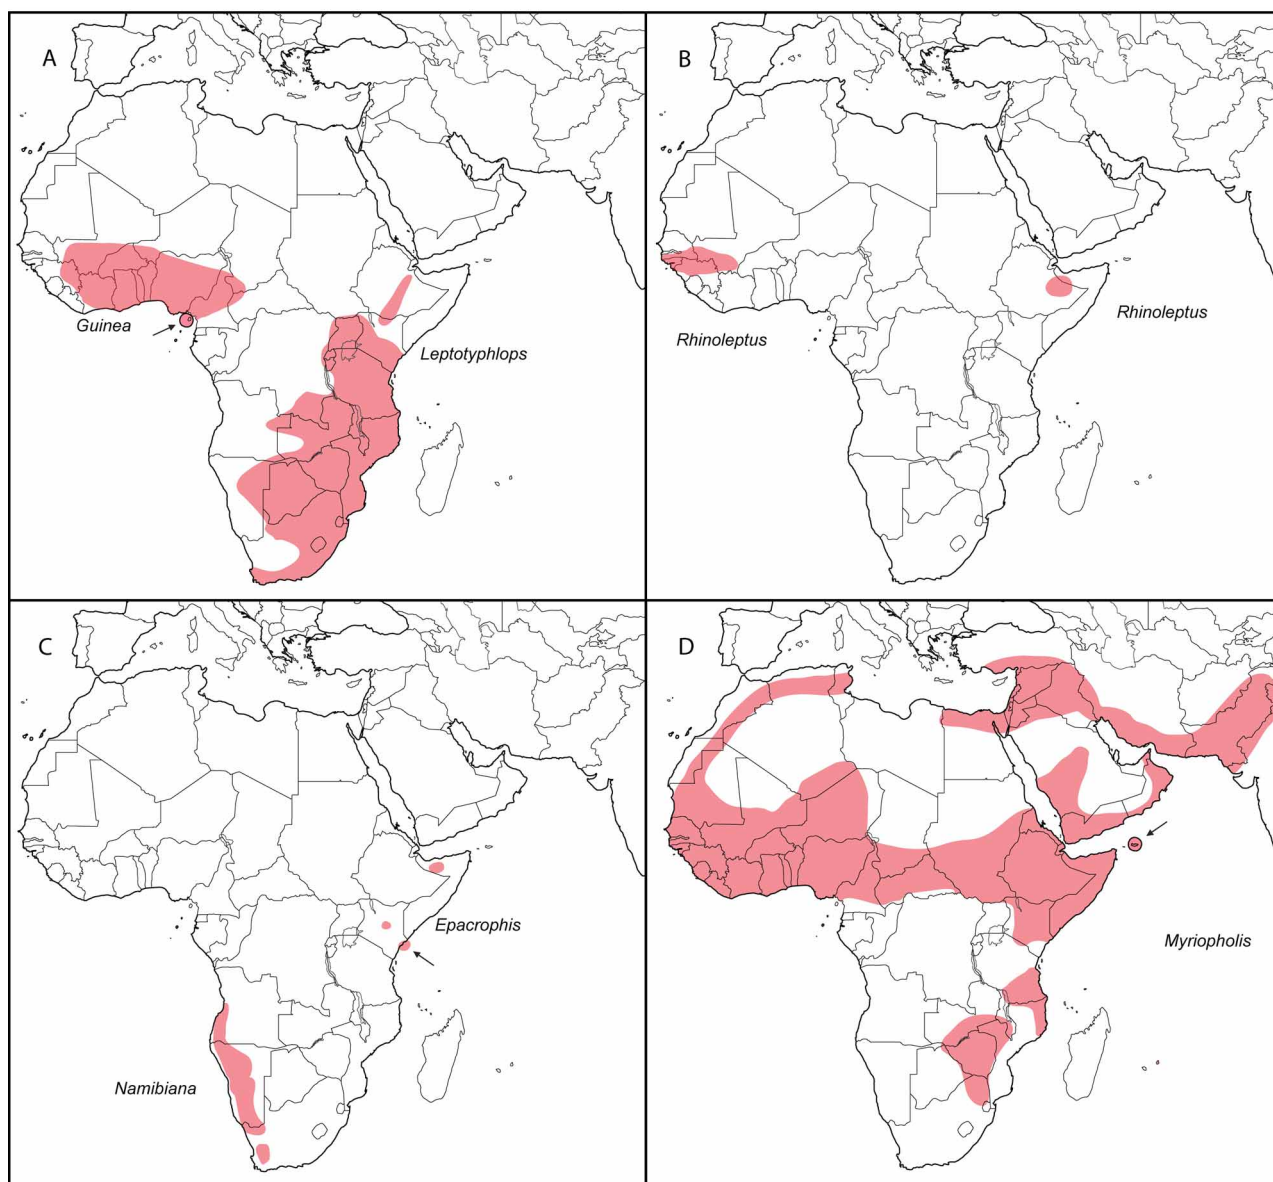 A
Guinea
Leptotyphlops
B
Rhinoleptus
Rhinoleptus
C
Epacrophis
Namibiana
D
Myriopholis